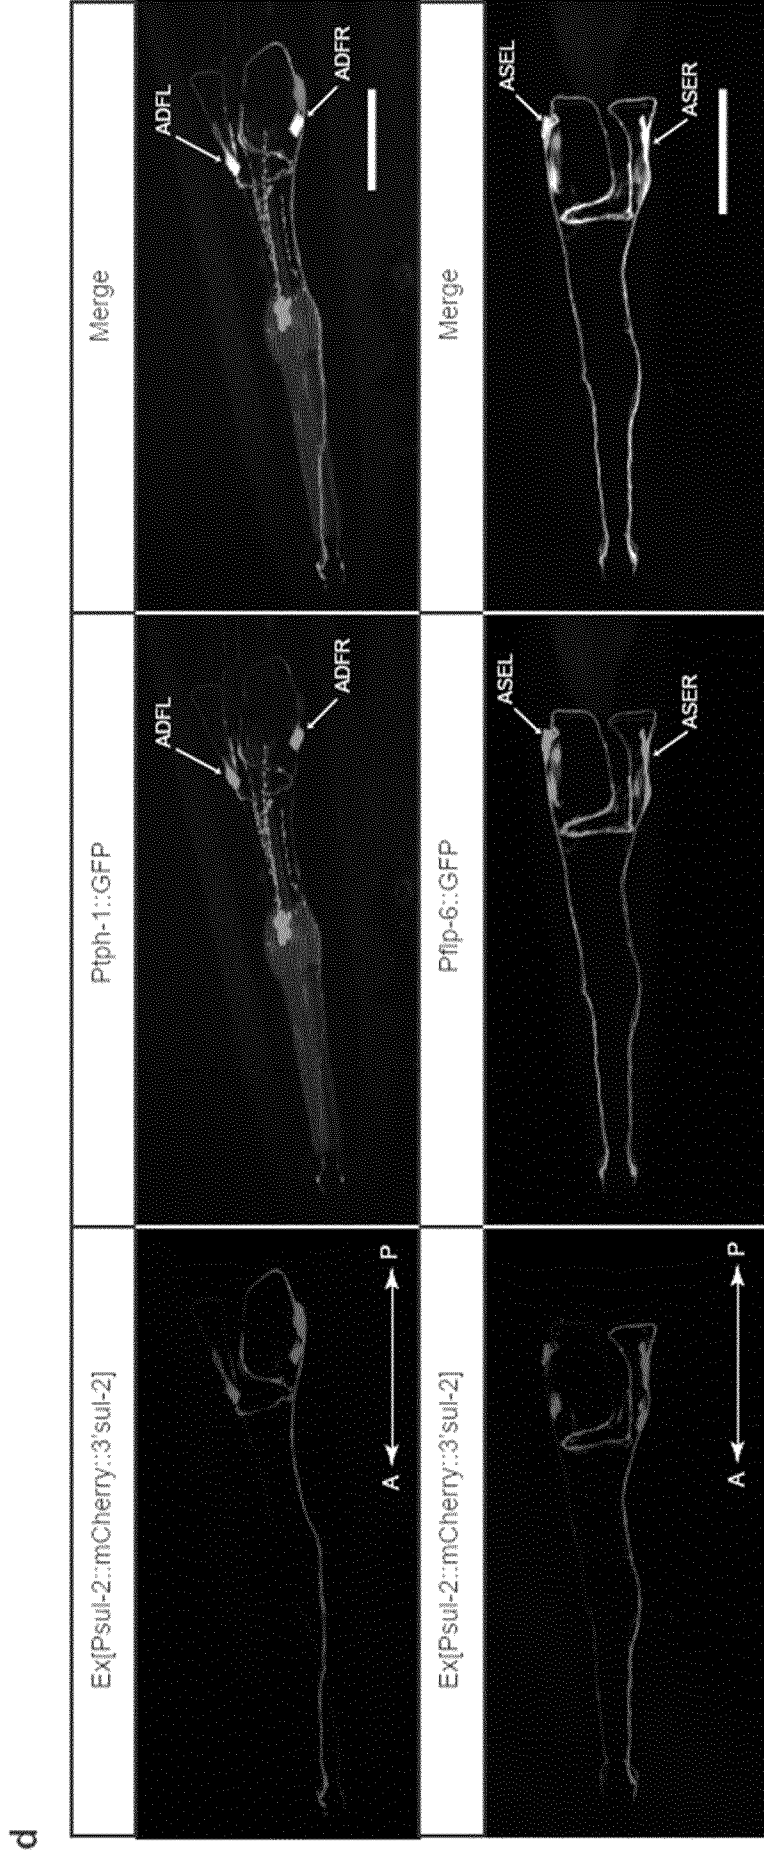 d
Ex[Psul-2::mCherry::3'sul-2]
Ptph-1::GFP
Merge
A
P
ADFL
ADFR
ADFL
ADFR
Ex[Psul-2::mCherry::3'sul-2]
Pflp-6::GFP
Merge
A
P
ASEL
ASER
ASEL
ASER